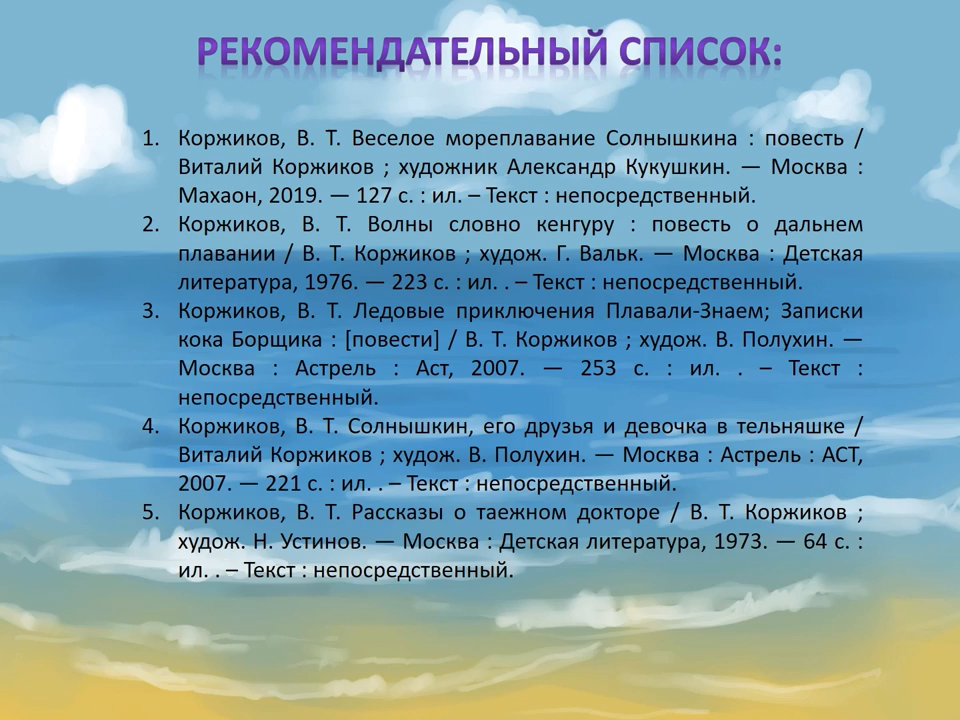 РЕКОМЕНДАТЕЛЬНЫЙ СПИСОК:
1. Коржиков, В. Т. Веселое мореплавание Солнышкина : повесть /
Виталий Коржиков ; художник Александр Кукушкин. — Москва :
Махаон, 2019. — 127 с. : ил. – Текст : непосредственный.
2. Коржиков, В. Т. Волны словно кенгуру : повесть о дальнем
плавании / В. Т. Коржиков ; худож. Г. Вальк. — Москва : Детская
литература, 1976. — 223 с. : ил. . – Текст : непосредственный.
3. Коржиков, В. Т. Ледовые приключения Плавали-Знаем; Записки
кока Борщика : [повести] / В. Т. Коржиков ; худож. В. Полухин. —
Москва : Астрель : Аст, 2007. — 253 с. : ил. . – Текст :
непосредственный.
4. Коржиков, В. Т. Солнышкин, его друзья и девочка в тельняшке /
Виталий Коржиков ; худож. В. Полухин. — Москва : Астрель : АСТ,
2007. — 221 с. : ил. . – Текст : непосредственный.
5. Коржиков, В. Т. Рассказы о таежном докторе / В. Т. Коржиков ;
худож. Н. Устинов. — Москва : Детская литература, 1973. — 64 с. :
ил. . – Текст : непосредственный.